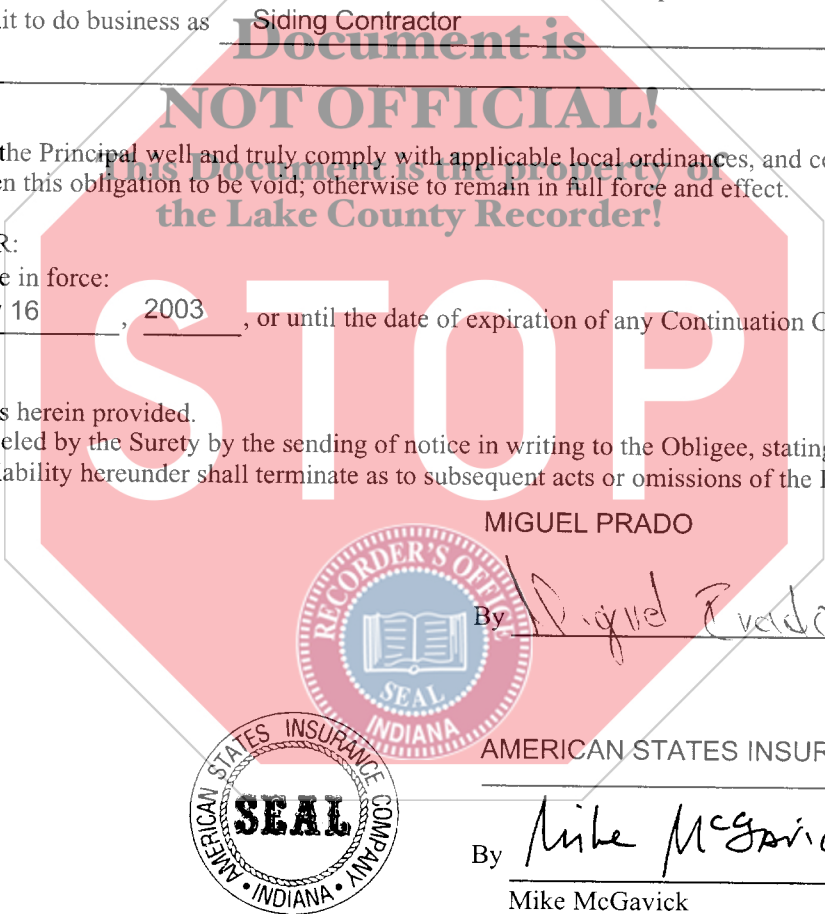 it to do business as Siding Contractor
Document is
NOT OFFICIAL!
the Principal well and truly comply with applicable local ordinances, and
This Document is the property of
this obligation to be void; otherwise to remain in full force and effect.
the Lake County Recorder!
R:
e in force:
16, 2003, or until the date of expiration of any Continuation C
STOP
s herein provided.
eled by the Surety by the sending of notice in writing to the Obligee, stating
ability hereunder shall terminate as to subsequent acts or omissions of the
MIGUEL PRADO
RECORDER'S OFFICE
SEAL
INDIANA
By Miguel Prado
AMERICAN STATES INSUR
AMERICAN STATES INSURANCE COMPANY
SEAL
• INDIANA •
By Mike McGavic
Mike McGavick